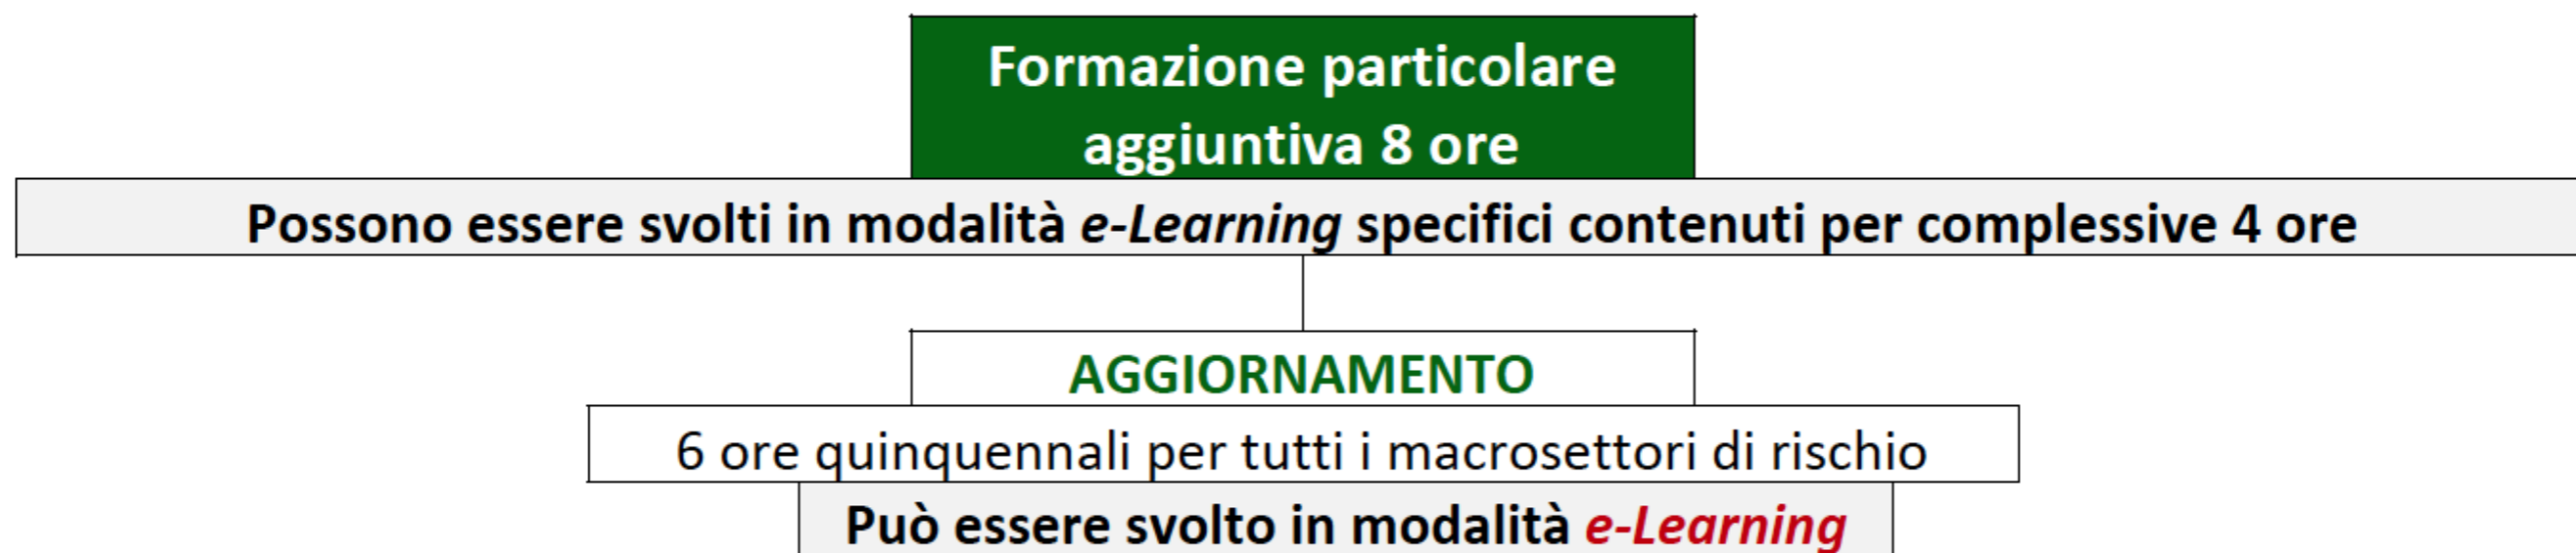 Formazione particolare
aggiuntiva 8 ore
Possono essere svolti in modalità e-Learning specifici contenuti per complessive 4 ore
AGGIORNAMENTO
6 ore quinquennali per tutti i macrosettori di rischio
Può essere svolto in modalità e-Learning